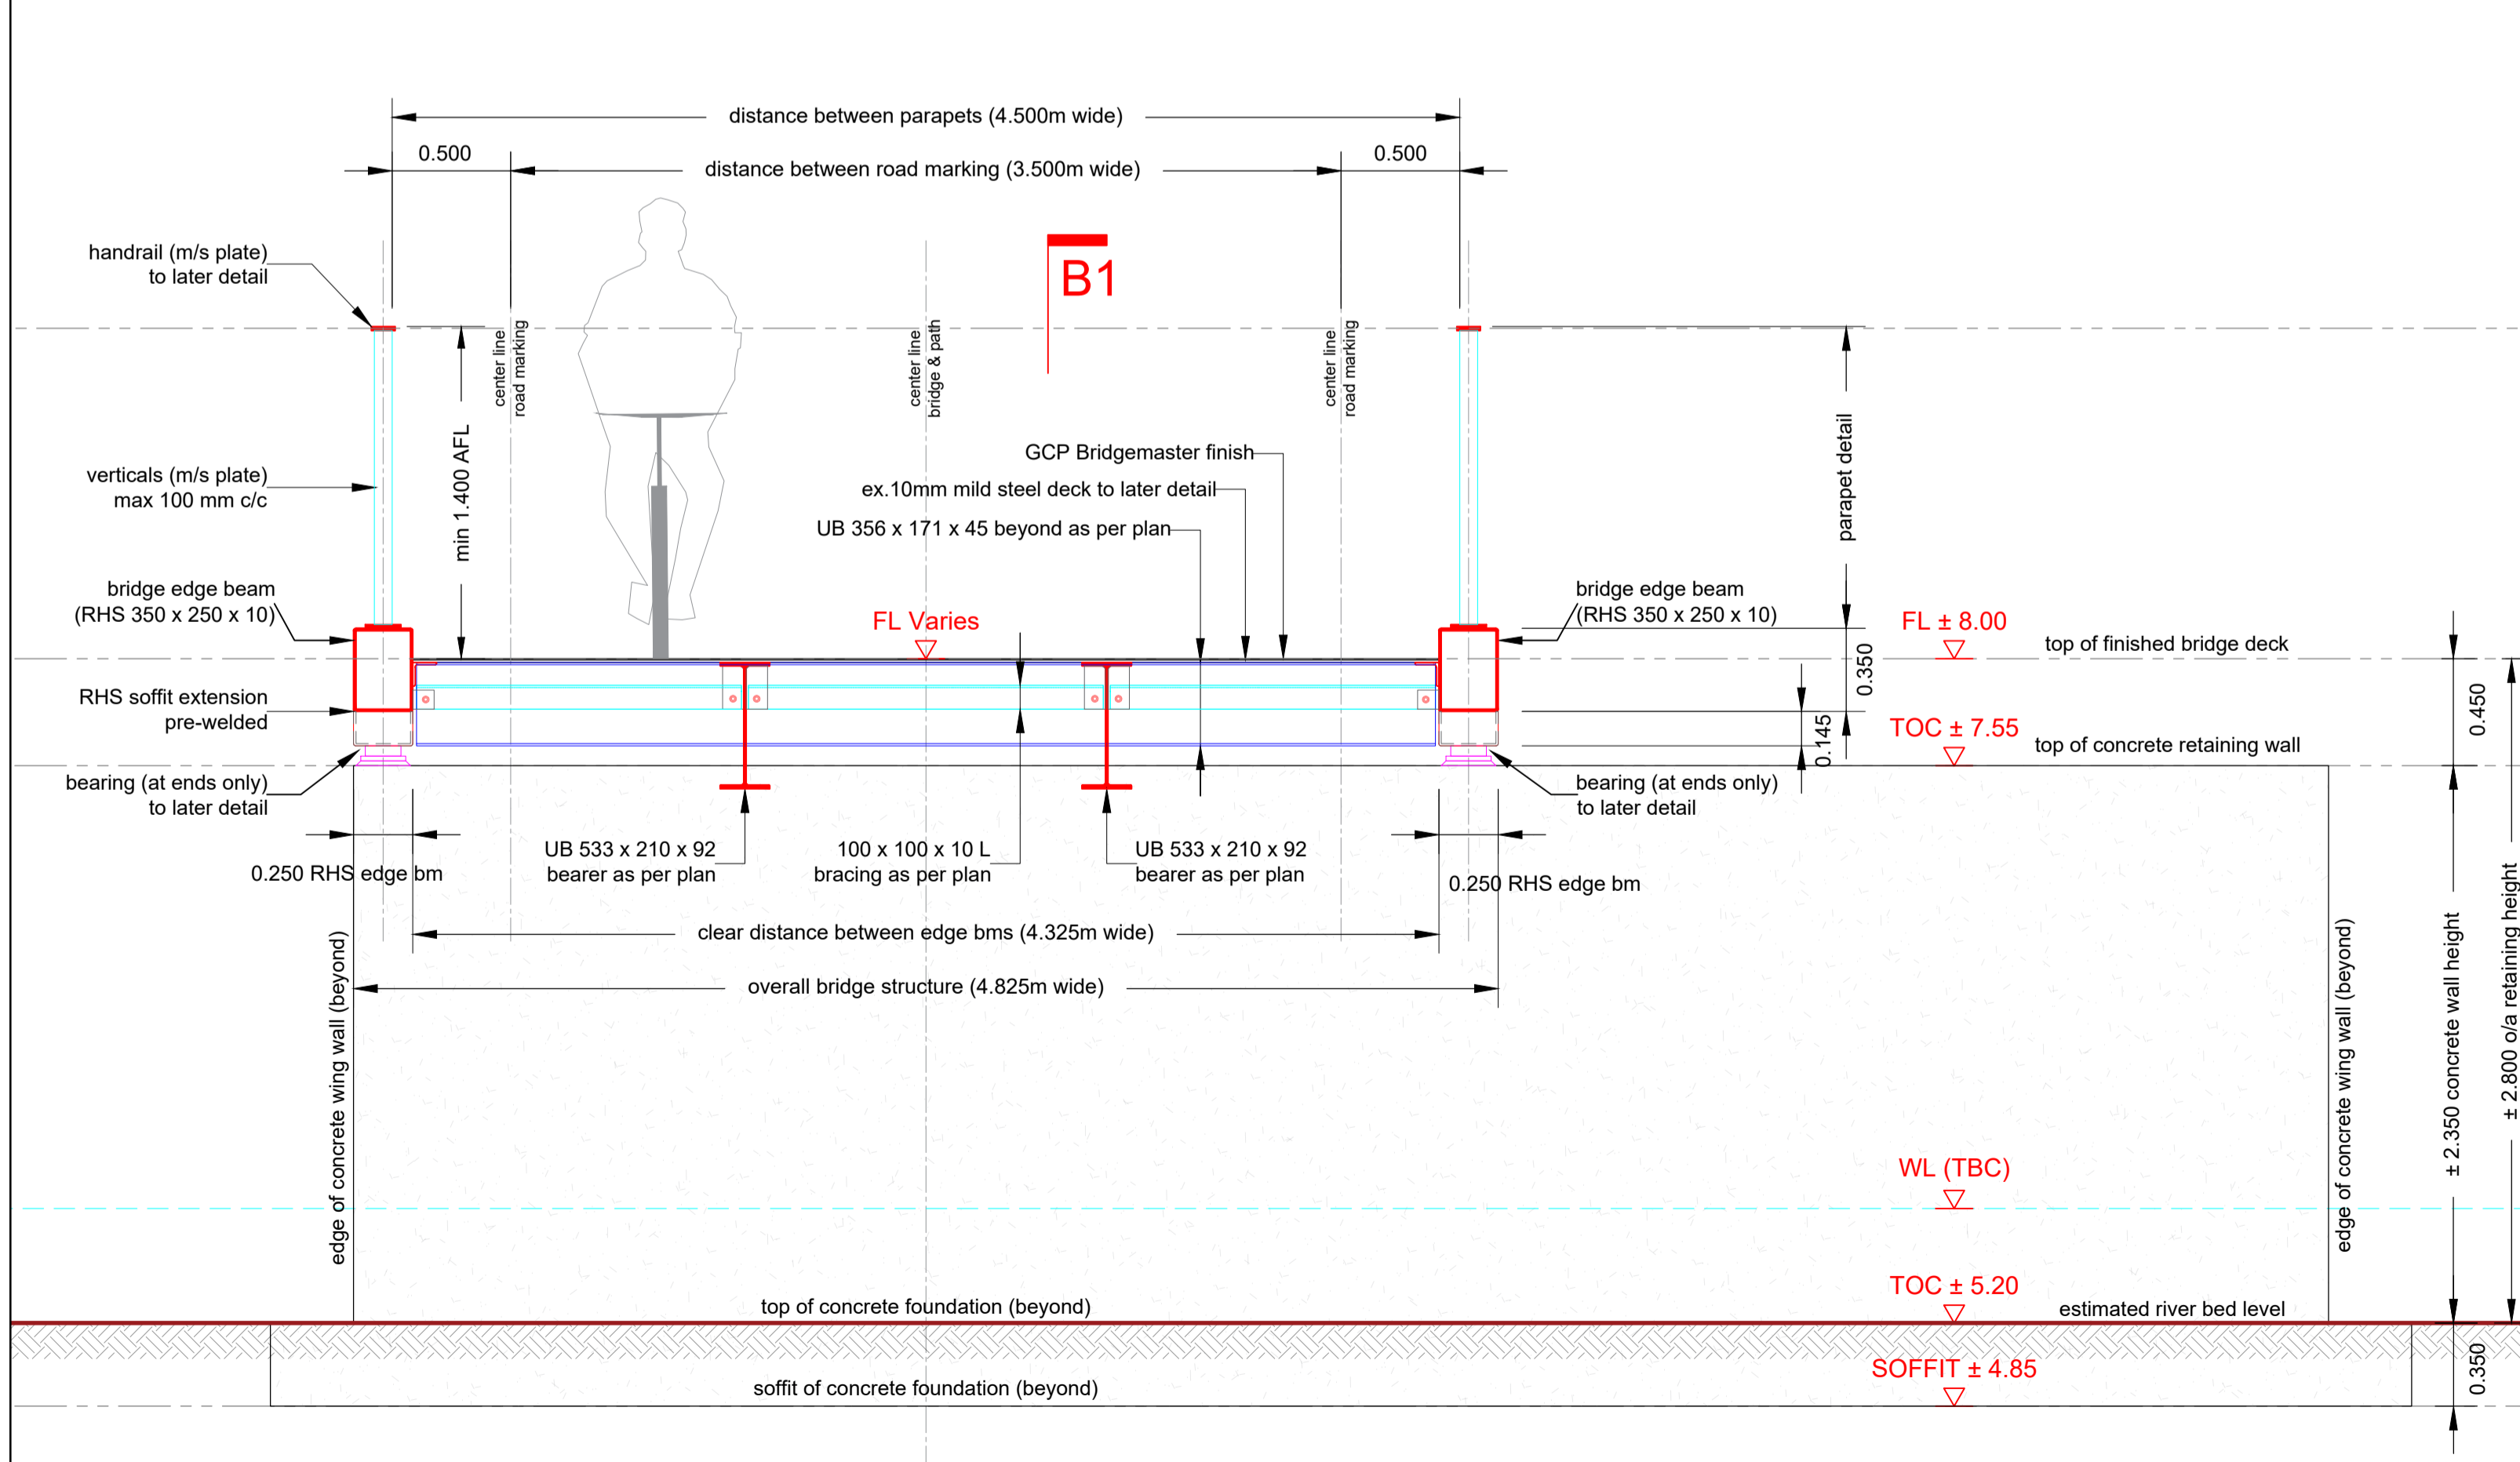 distance between parapets (4.500m wide)
0.500
distance between road marking (3.500m wide)
0.500
handrail (m/s plate)
to later detail
B1
center line
road marking
center line
bridge & path
center line
road marking
verticals (m/s plate)
max 100 mm c/c
min 1.400 AFL
GCP Bridgemaster finish
ex.10mm mild steel deck to later detail
UB 356 x 171 x 45 beyond as per plan
parapet detail
bridge edge beam
(RHS 350 x 250 x 10)
FL Varies
bridge edge beam
(RHS 350 x 250 x 10)
FL ± 8.00
top of finished bridge deck
RHS soffit extension
pre-welded
0.350
0.450
0.145
TOC ± 7.55
top of concrete retaining wall
bearing (at ends only)
to later detail
bearing (at ends only)
to later detail
0.250 RHS edge bm
UB 533 x 210 x 92
bearer as per plan
100 x 100 x 10 L
bracing as per plan
UB 533 x 210 x 92
bearer as per plan
0.250 RHS edge bm
clear distance between edge bms (4.325m wide)
overall bridge structure (4.825m wide)
edge of concrete wing wall (beyond)
edge of concrete wing wall (beyond)
± 2.350 concrete wall height
± 2.800 o/a retaining height
WL (TBC)
TOC ± 5.20
top of concrete foundation (beyond)
estimated river bed level
SOFFIT ± 4.85
soffit of concrete foundation (beyond)
0.350